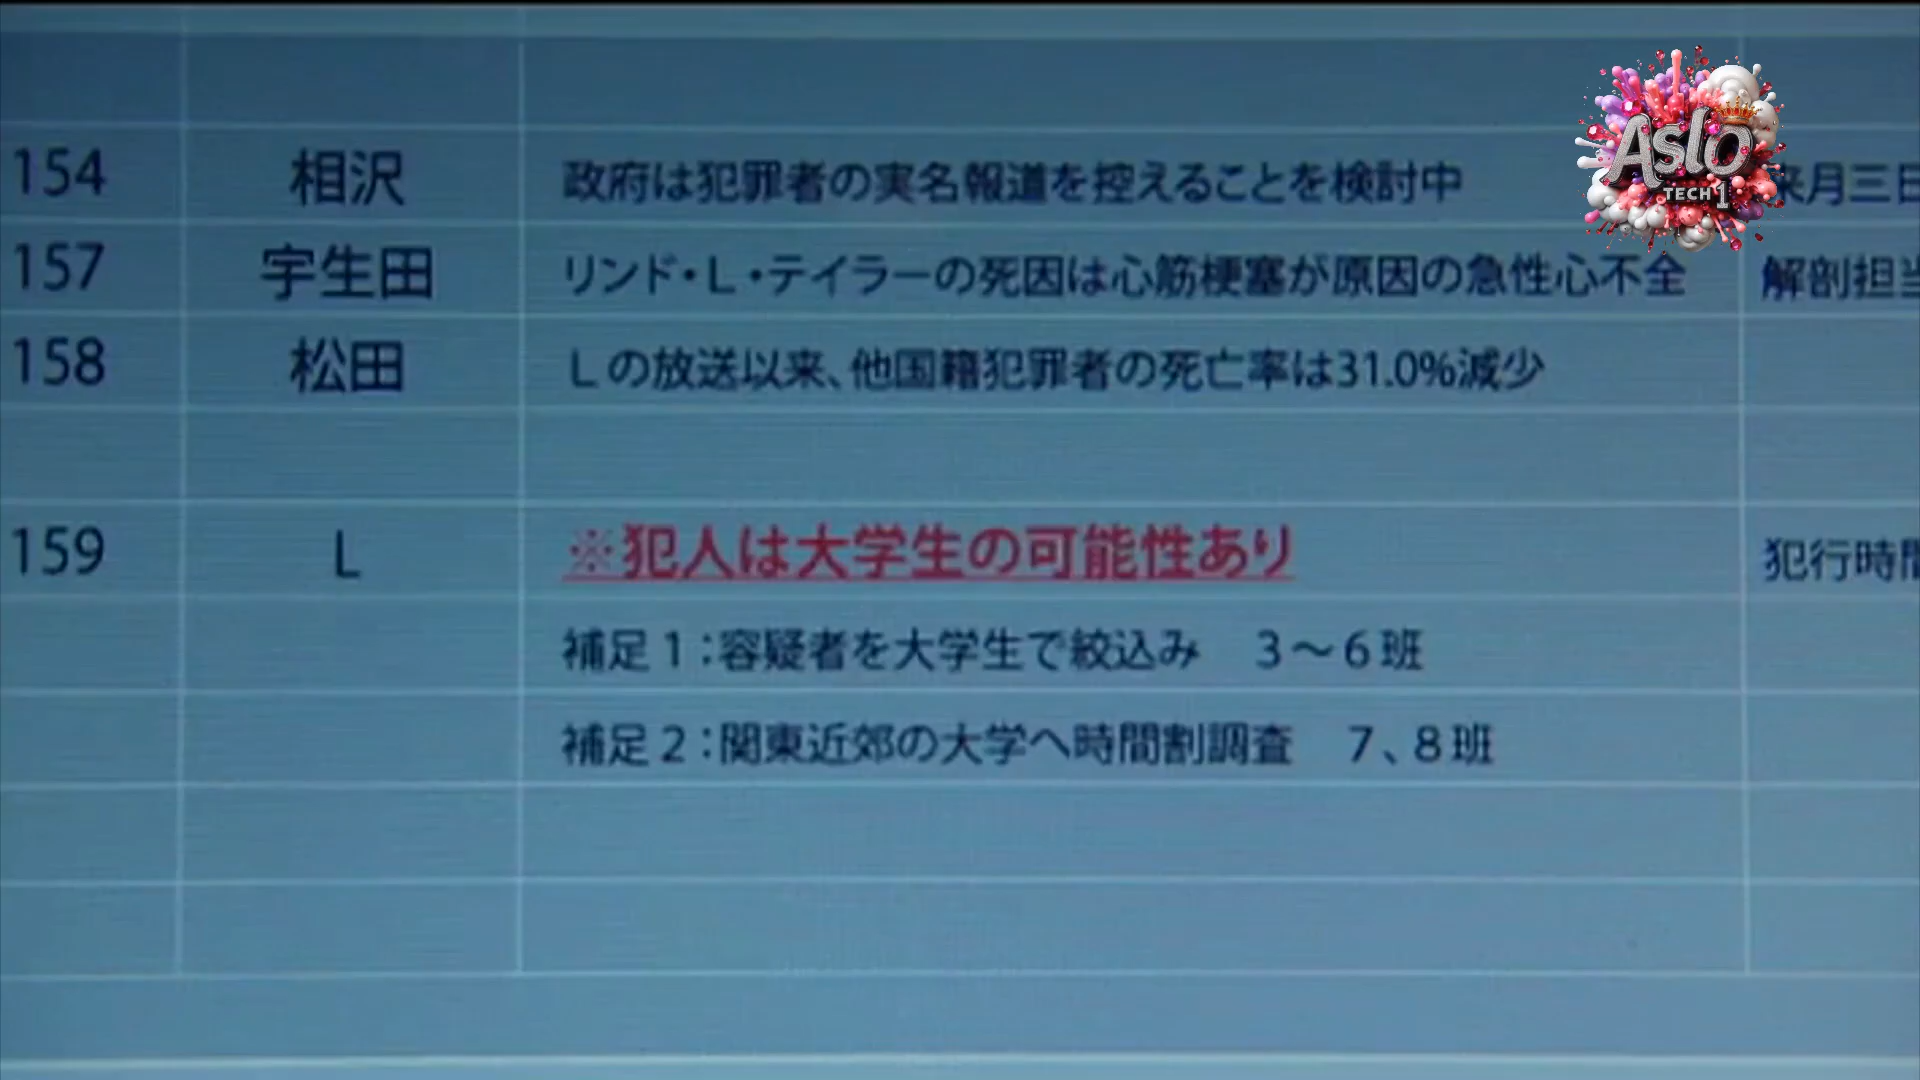 154 相沢 政府は犯罪者の実名報道を控えることを検討中 来月三日
157 宇生田 リンド・L・テイラーの死因は心筋梗塞が原因の急性心不全 解剖担当
158 松田 Lの放送以来、他国籍犯罪者の死亡率は31.0%減少
159 L ※犯人は大学生の可能性あり 犯行時間
補足1:容疑者を大学生で絞込み 3～6班
補足2:関東近郊の大学へ時間割調査 7、8班
Aslo
TECH1